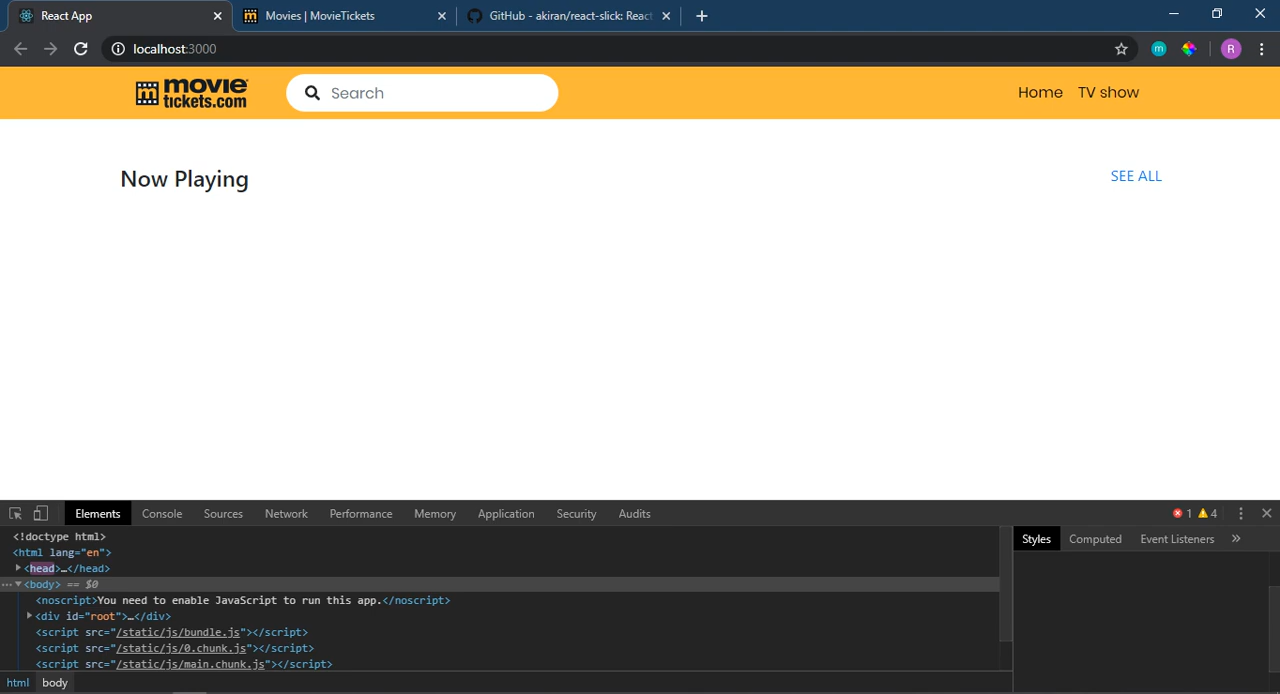 React App
Movies | MovieTickets
GitHub - akiran/react-slick: React
localhost:3000
m
R
movie
tickets.com
Search
Home TV show
Now Playing
SEE ALL
Elements Console Sources Network Performance Memory Application Security Audits 1 4
<!doctype html>
<html lang="en">
<head>…</head>
<body> == $0
<noscript>You need to enable JavaScript to run this app.</noscript>
<div id="root">…</div>
<script src="/static/js/bundle.js"></script>
<script src="/static/js/0.chunk.js"></script>
<script src="/static/js/main.chunk.js"></script>
html body
Styles Computed Event Listeners »